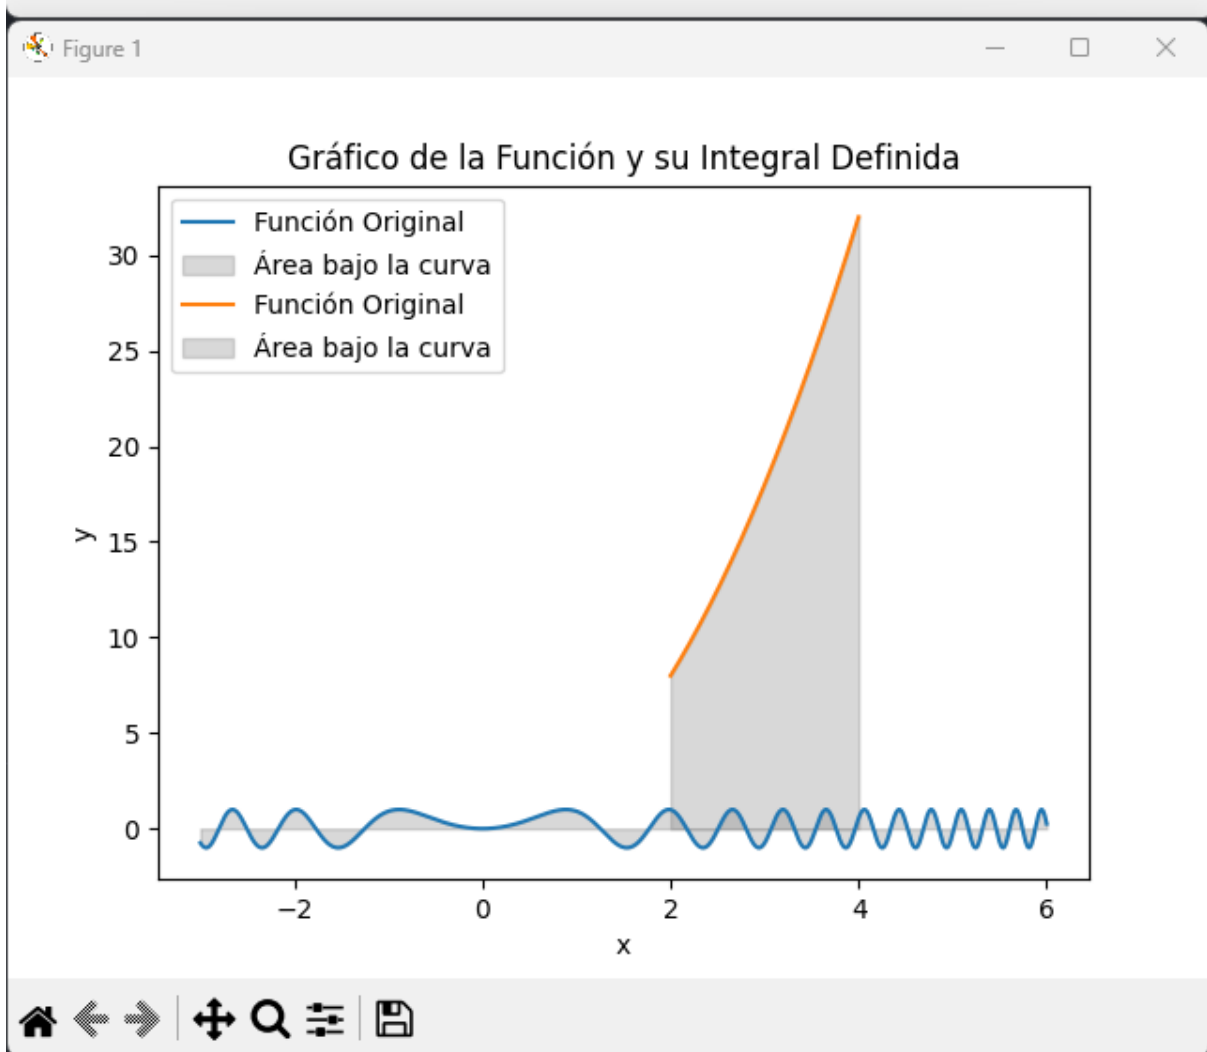 Figure 1
Gráfico de la Función y su Integral Definida
Función Original
Área bajo la curva
Función Original
Área bajo la curva
30
25
20
15
10
5
0
y
−2
0
2
4
6
x